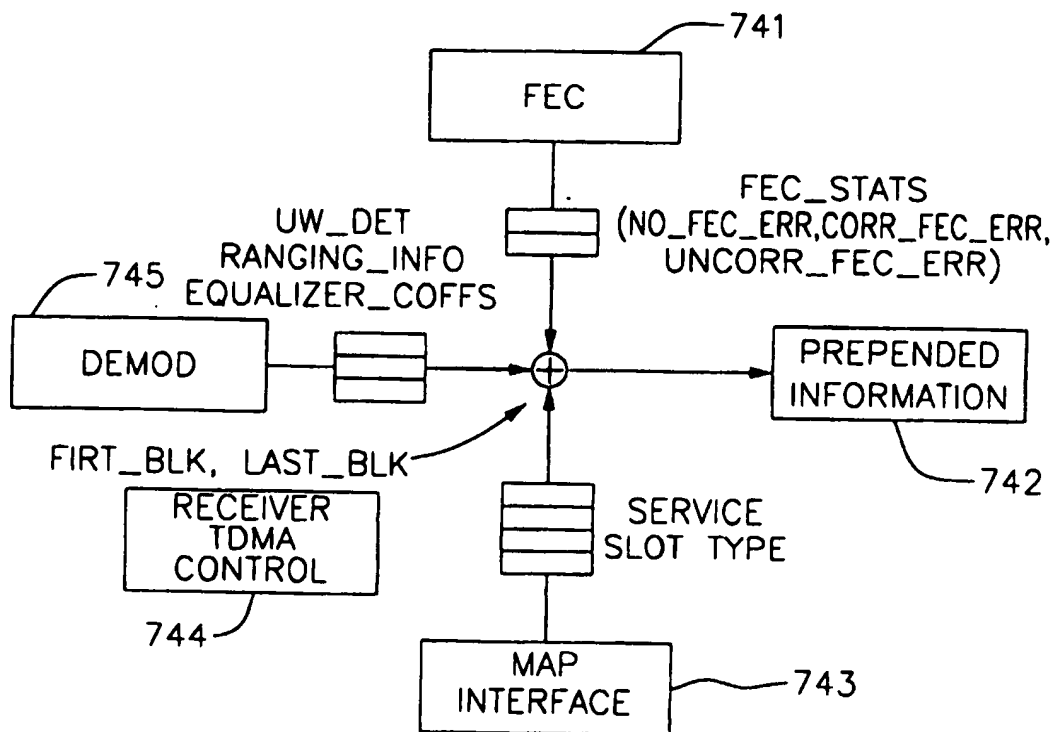 741
FEC
FEC_STATS
(NO_FEC_ERR,CORR_FEC_ERR,
UNCORR_FEC_ERR)
UW_DET
RANGING_INFO
EQUALIZER_COFFS
745
DEMOD
PREPENDED
INFORMATION
742
FIRT_BLK, LAST_BLK
RECEIVER
TDMA
CONTROL
744
SERVICE
SLOT TYPE
MAP
INTERFACE
743